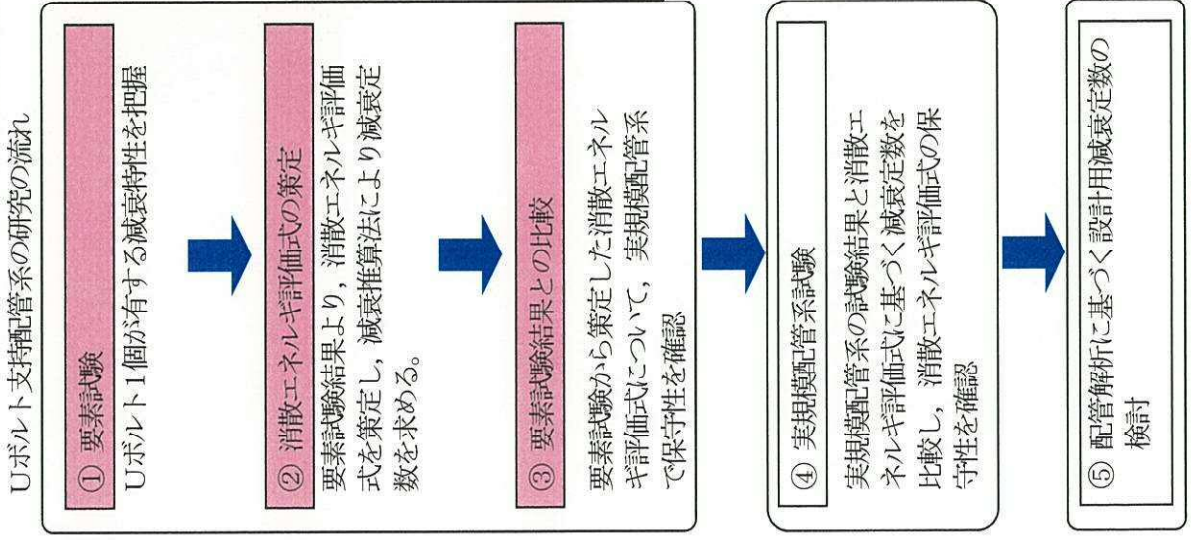 Uボルト支持配管系の研究の流れ
① 要素試験
Uボルト1個が有する減衰特性を把握
② 消散エネルギ評価式の策定
要素試験結果より，消散エネルギ評価
式を策定し，減衰推算法により減衰定
数を求める。
③ 要素試験結果との比較
要素試験から策定した消散エネル
ギ評価式について，実規模配管系
で保守性を確認
④ 実規模配管系試験
実規模配管系の試験結果と消散エ
ネルギ評価式に基づく減衰定数を
比較し，消散エネルギ評価式の保
守性を確認
⑤ 配管解析に基づく設計用減衰定数の
検討